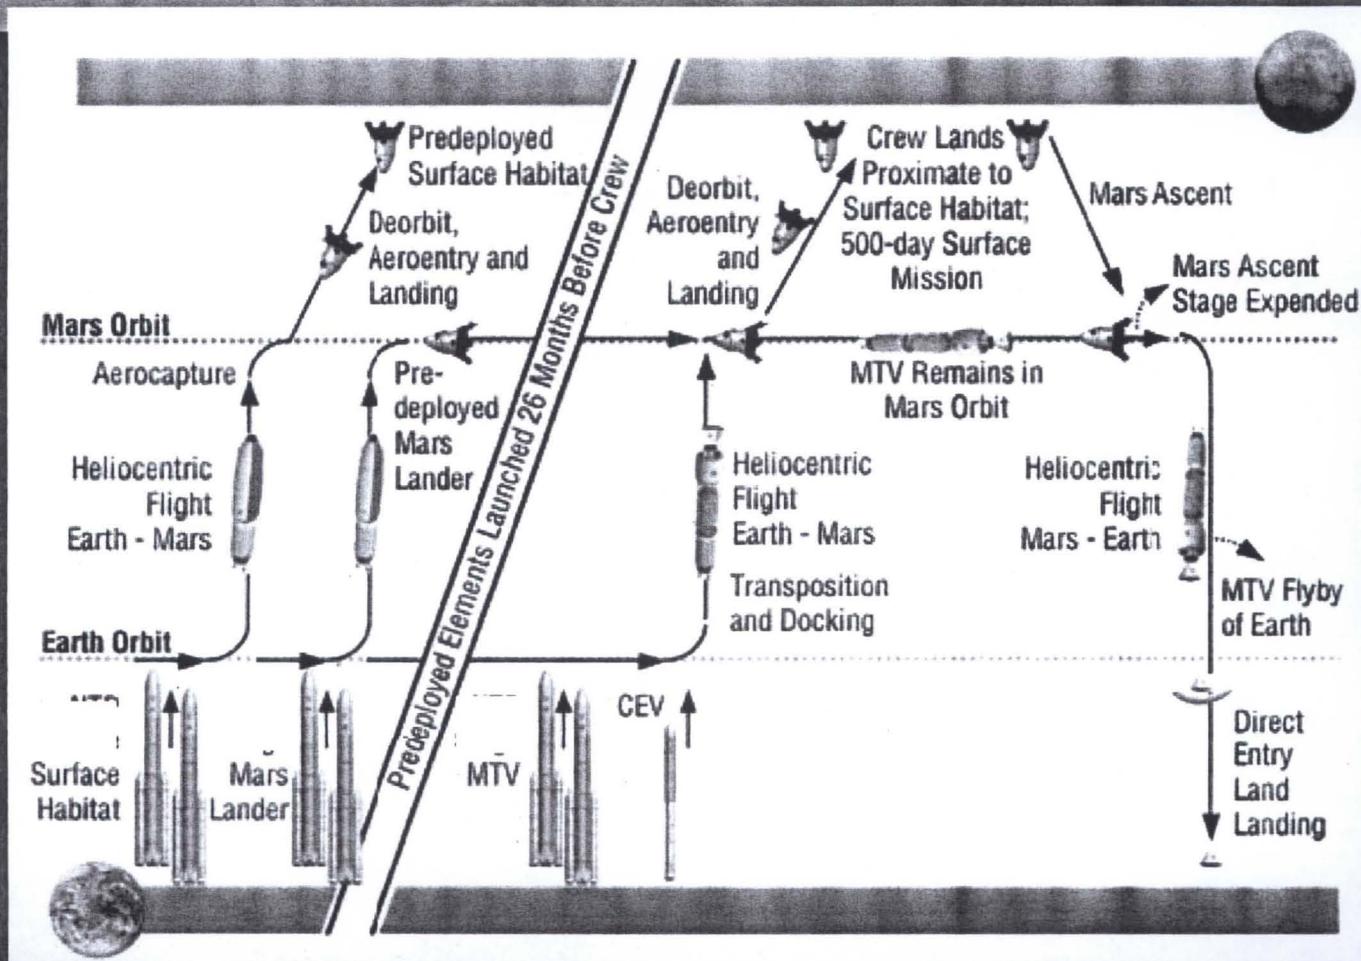 Predeployed
Surface Habitat
Deorbit,
Aeroentry and
Landing
Mars Orbit
Aerocapture
Pre-
deployed
Mars
Lander
Heliocentric
Flight
Earth - Mars
Earth Orbit
Surface
Habitat
Mars
Lander
Predeployed Elements Launched 26 Months Before Crew
Deorbit,
Aeroentry
and
Landing
Crew Lands
Proximate to
Surface Habitat;
500-day Surface
Mission
Mars Ascent
Mars Ascent
Stage Expended
MTV Remains in
Mars Orbit
Heliocentric
Flight
Earth - Mars
Transposition
and Docking
Heliocentric
Flight
Mars - Earth
MTV Flyby
of Earth
MTV
CEV
Direct
Entry
Land
Landing